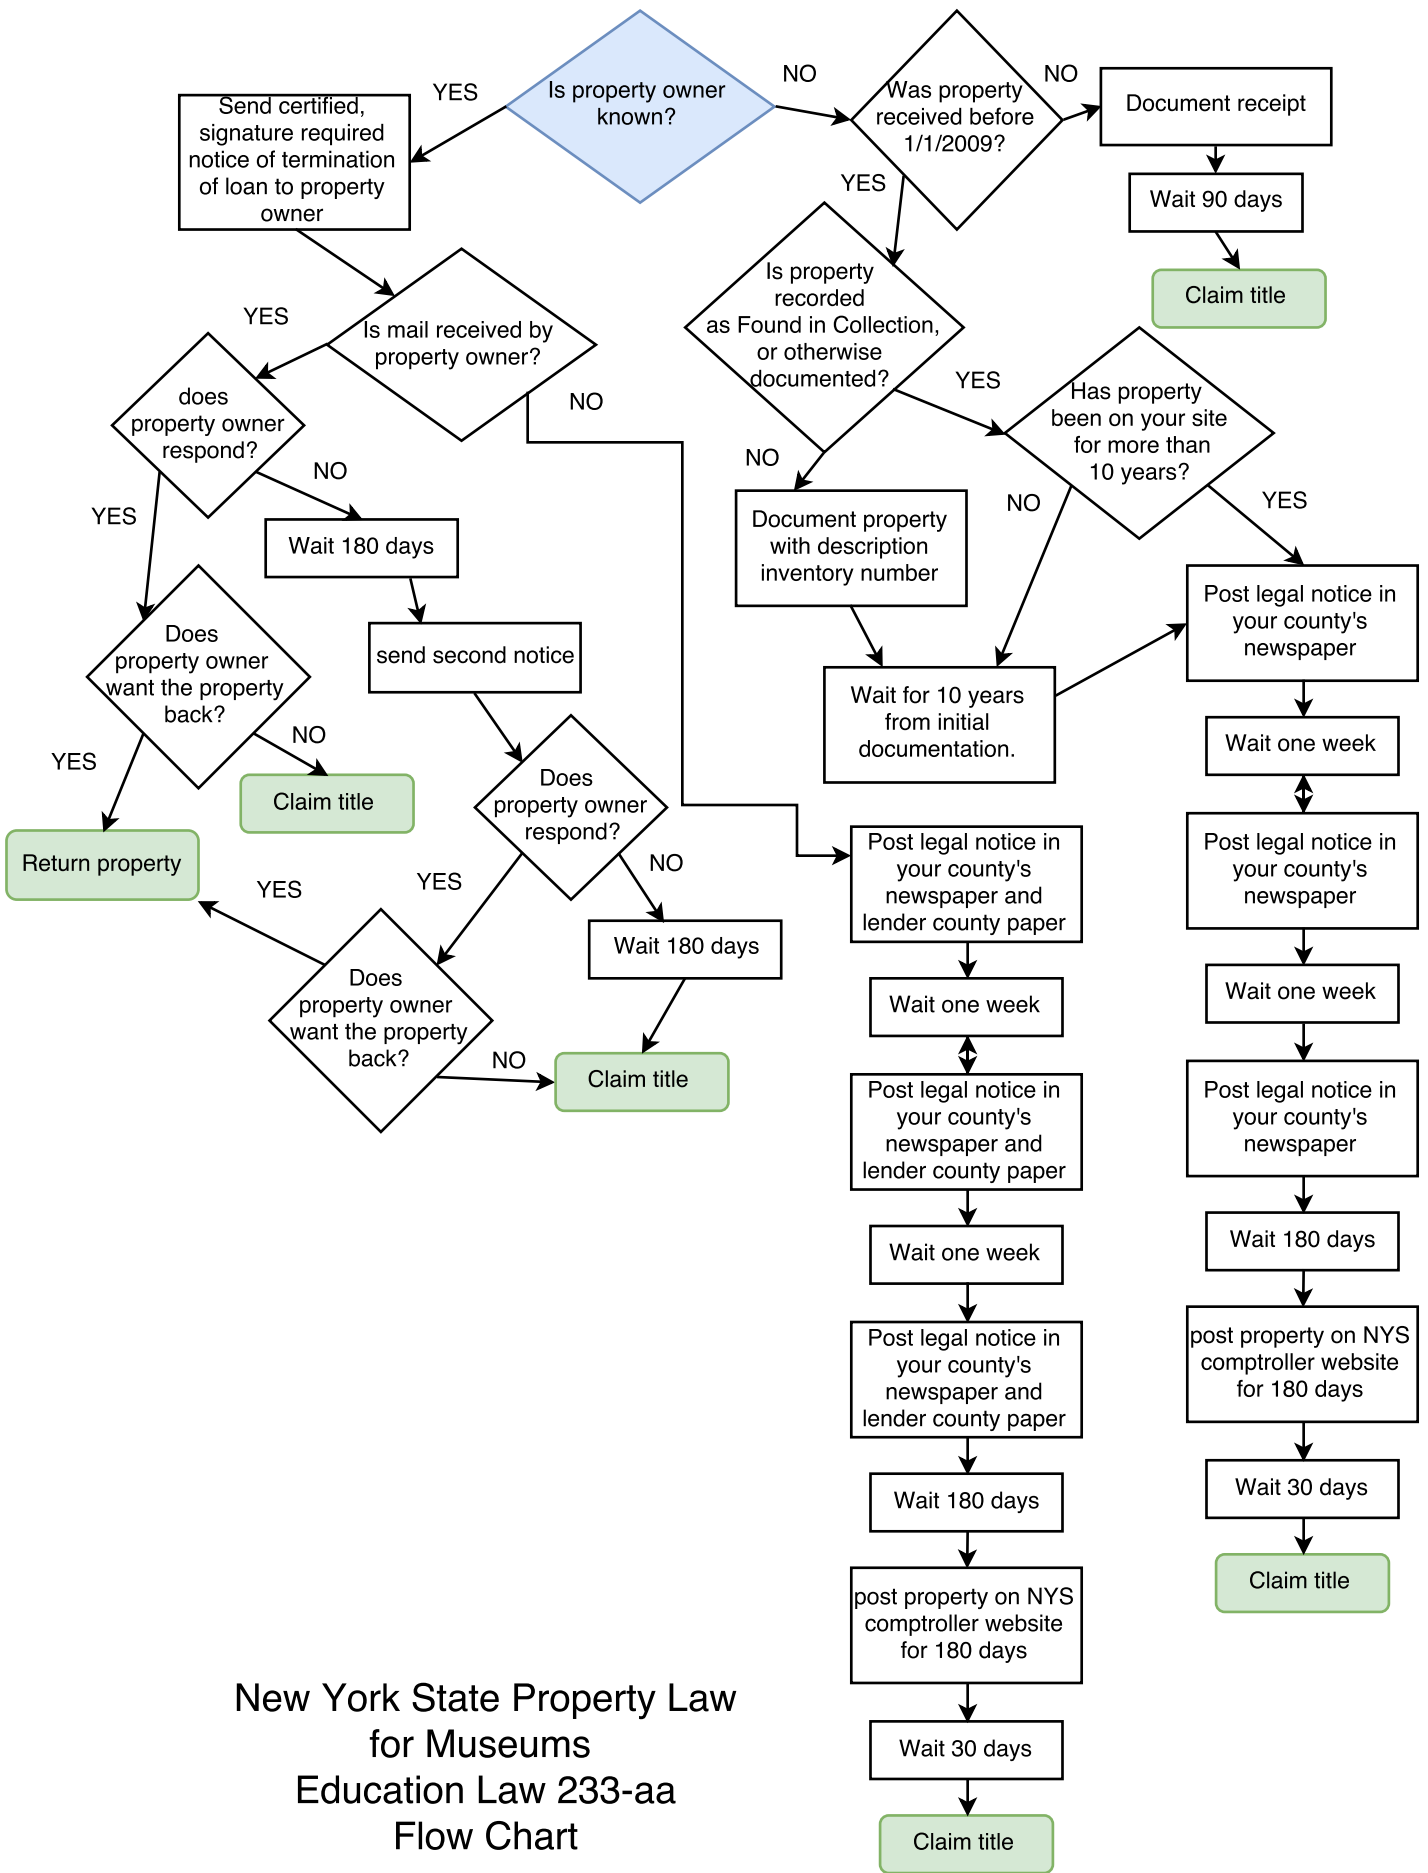 Is property owner
known?
NO
YES
Was property
received before
1/1/2009?
NO
Document receipt
Wait 90 days
Claim title
Send certified,
signature required
notice of termination
of loan to property
owner
YES
Is property
recorded
as Found in Collection,
or otherwise
documented?
YES
NO
Is mail received by
property owner?
YES
NO
does
property owner
respond?
NO
YES
Wait 180 days
send second notice
Does
property owner
want the property
back?
NO
YES
Claim title
Return property
Does
property owner
respond?
NO
YES
Wait 180 days
Does
property owner
want the property
back?
YES
NO
Claim title
Has property
been on your site
for more than
10 years?
NO
YES
Document property
with description
inventory number
Wait for 10 years
from initial
documentation.
Post legal notice in
your county's
newspaper
Wait one week
Post legal notice in
your county's
newspaper
Wait one week
Post legal notice in
your county's
newspaper
Wait 180 days
post property on NYS
comptroller website
for 180 days
Wait 30 days
Claim title
Post legal notice in
your county's
newspaper and
lender county paper
Wait one week
Post legal notice in
your county's
newspaper and
lender county paper
Wait one week
Post legal notice in
your county's
newspaper and
lender county paper
Wait 180 days
post property on NYS
comptroller website
for 180 days
Wait 30 days
Claim title
New York State Property Law
for Museums
Education Law 233-aa
Flow Chart